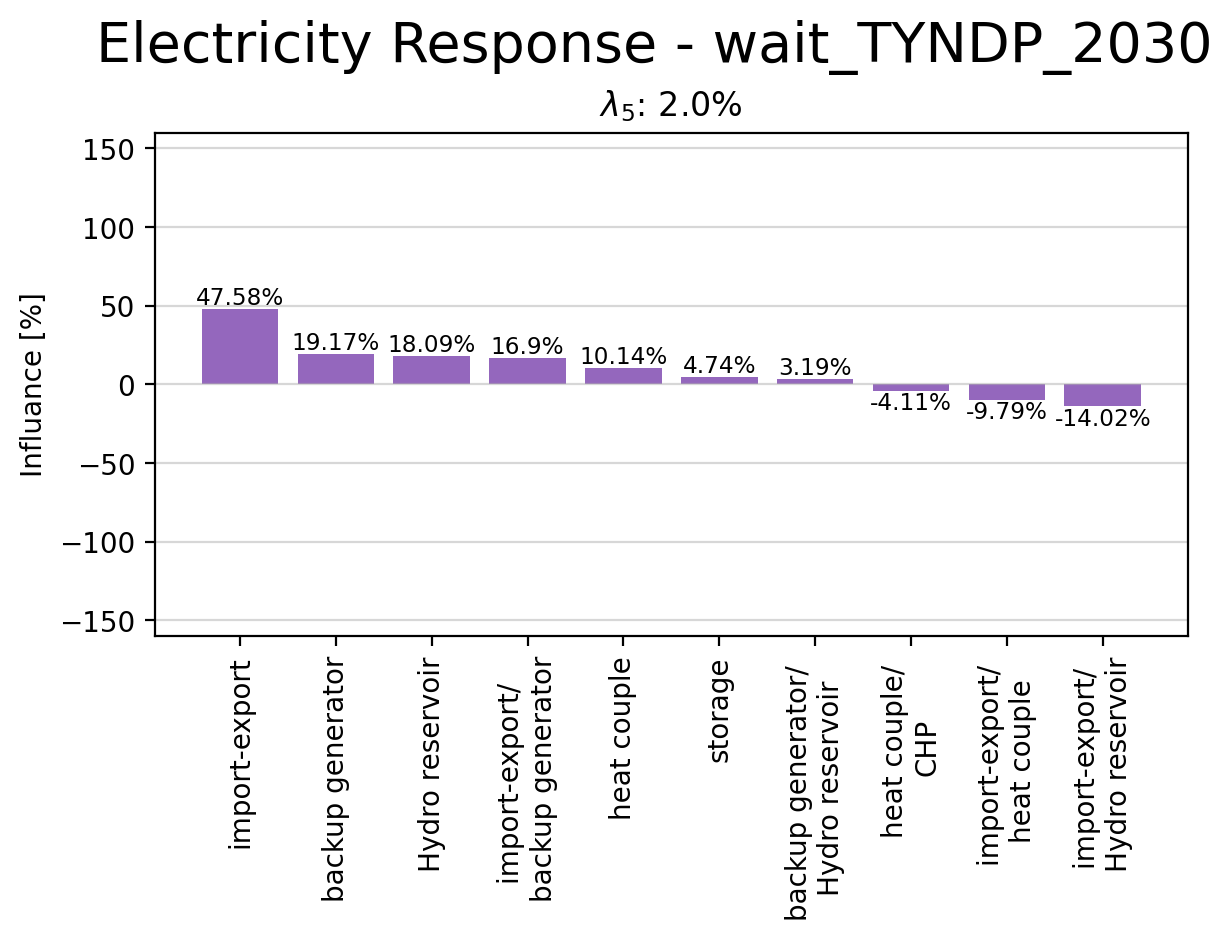 Electricity Response - wait_TYNDP_2030
λ₅: 2.0%
Influance [%]
150
100
50
0
−50
−100
−150
47.58%
19.17%
18.09%
16.9%
10.14%
4.74%
3.19%
-4.11%
-9.79%
-14.02%
import-export
backup generator
Hydro reservoir
import-export/
backup generator
heat couple
storage
backup generator/
Hydro reservoir
heat couple/
CHP
import-export/
heat couple
import-export/
Hydro reservoir